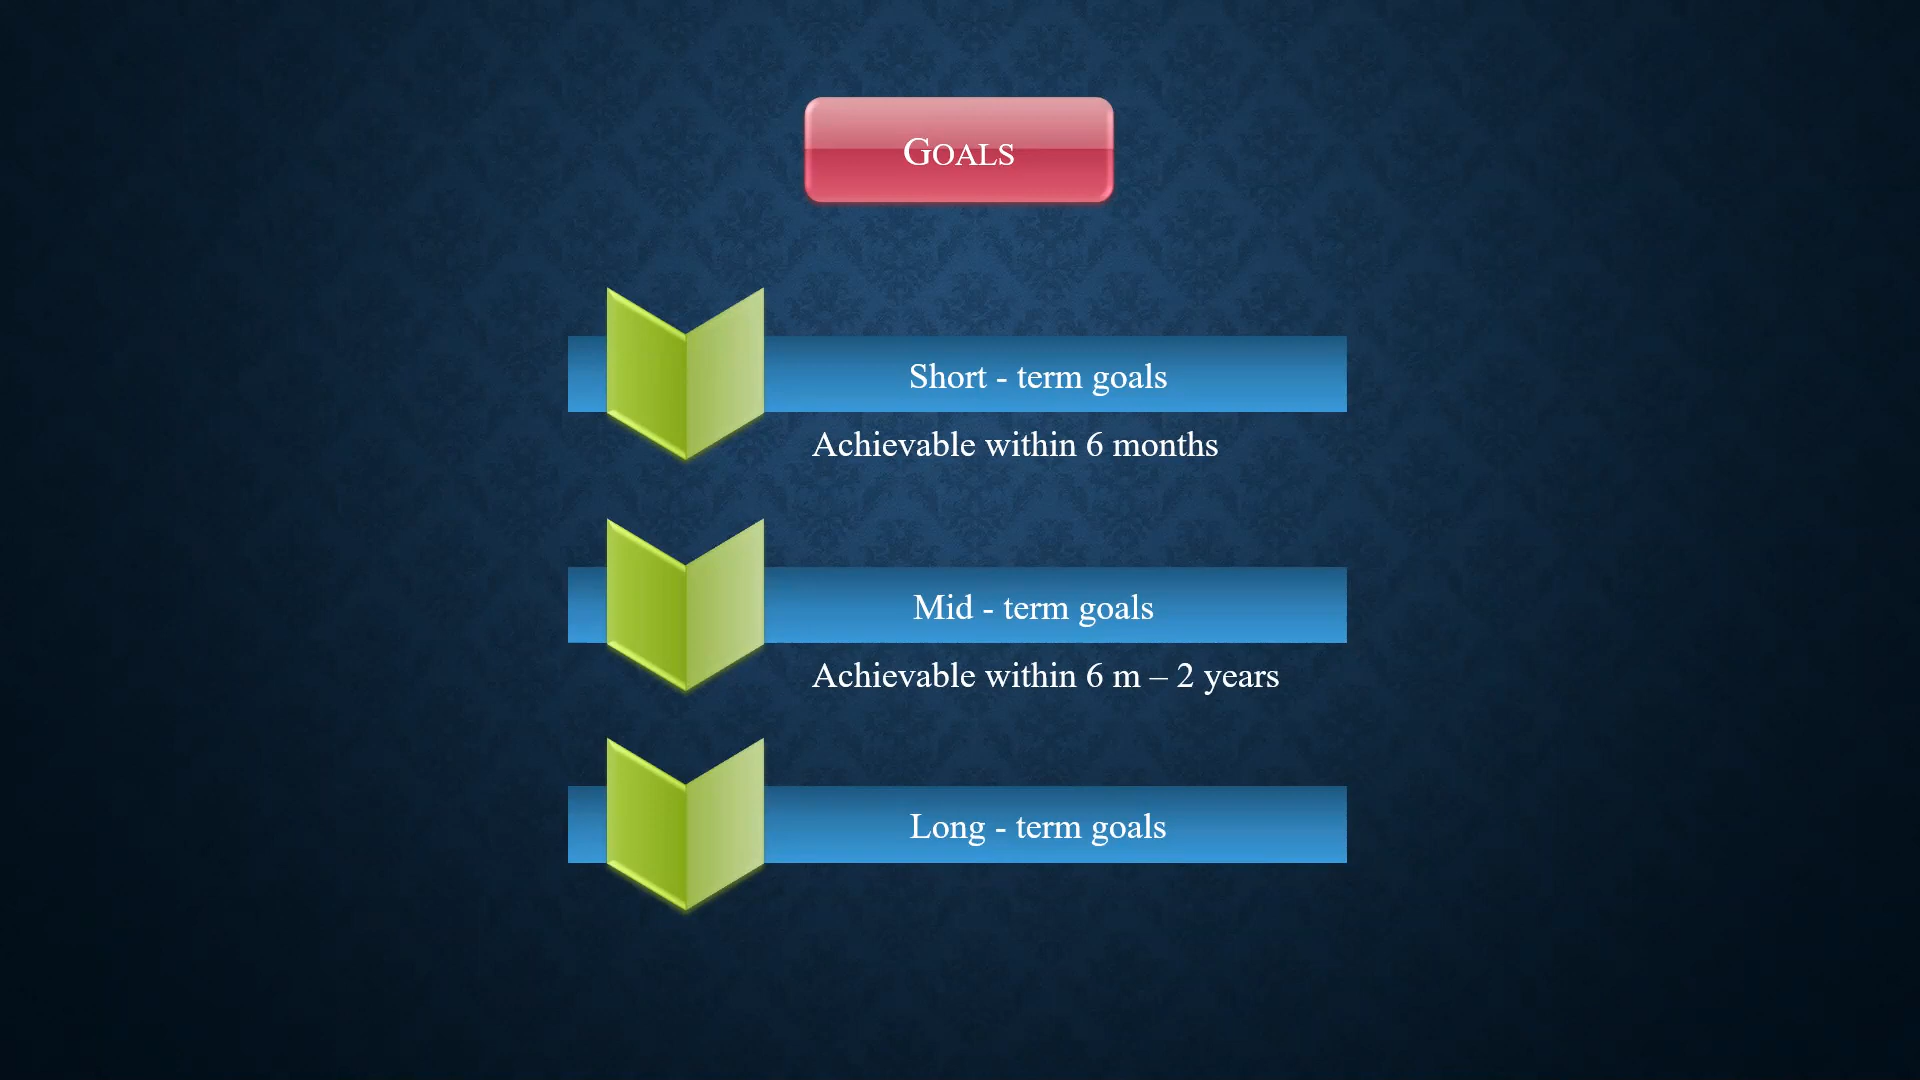 Goals
Short - term goals
Achievable within 6 months
Mid - term goals
Achievable within 6 m – 2 years
Long - term goals